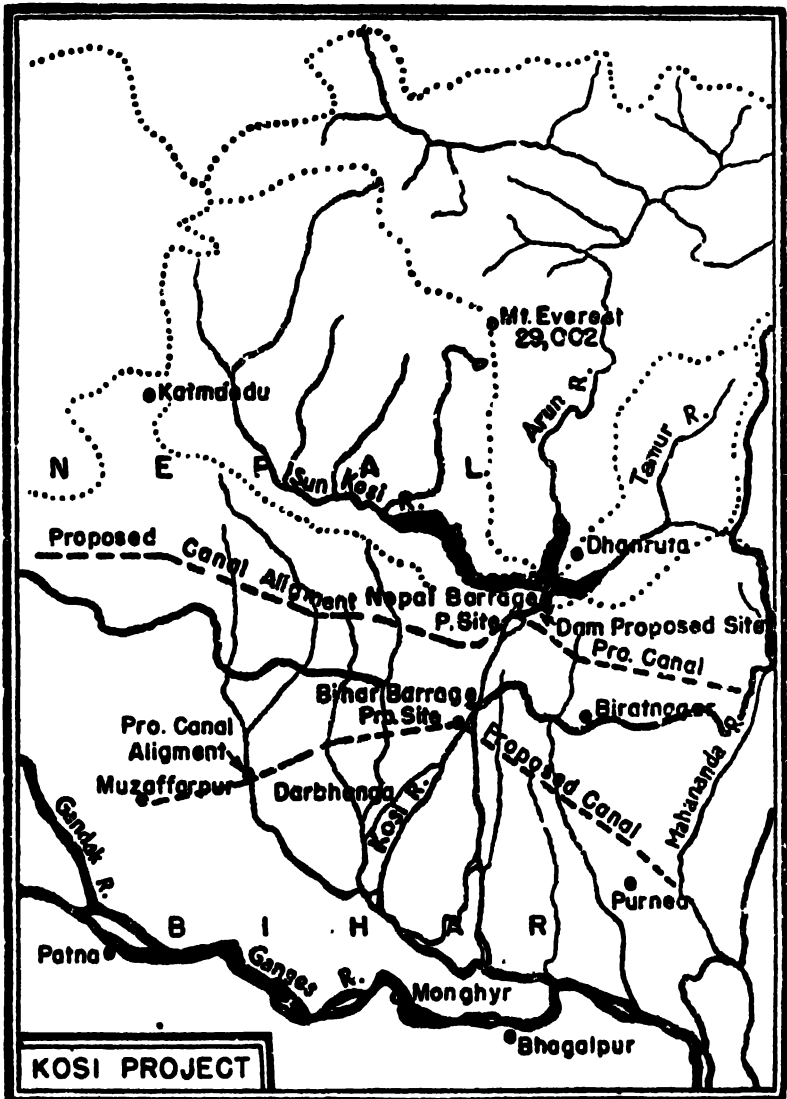 Mt. Everest
29,002
Katmandu
Arun R.
Tamur R.
N E P A L
Sun Kosi R.
Dhanruta
Proposed
Canal Aligment
Nepal Barrage
P. Site
Dam Proposed Site
Pro. Canal
Bihar Barrage
Pro. Site
Biratnager
Pro. Canal
Aligment
Proposed Canal
Mahananda R.
Muzaffarpur
Darbhanga
Kosi R.
Gandak R.
Purnea
B I H A R
Patna
Ganges R.
Monghyr
Bhagalpur
KOSI PROJECT